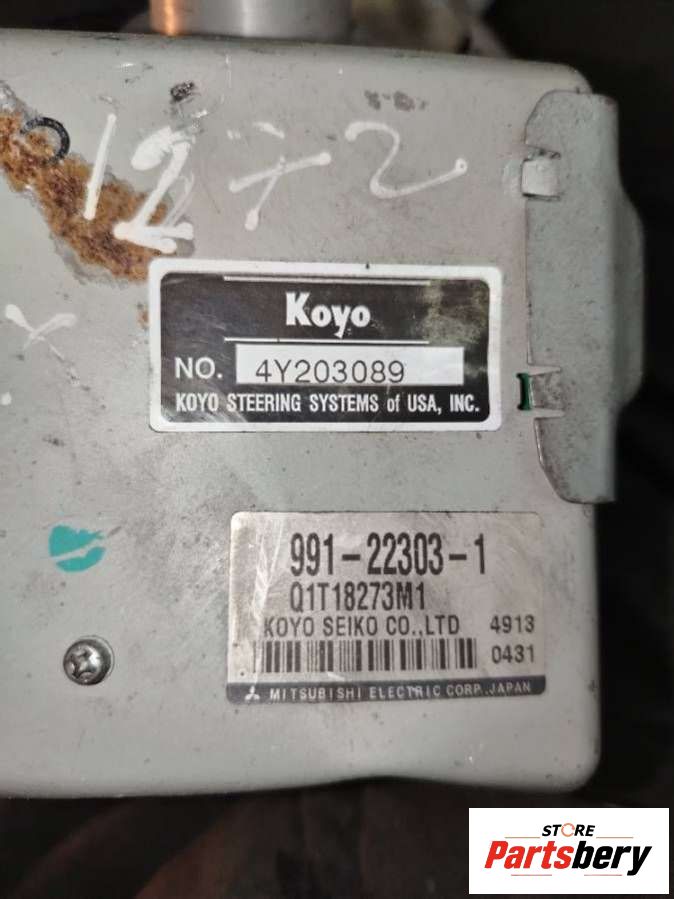 1272
Koyo
NO. 4Y203089
KOYO STEERING SYSTEMS of USA, INC.
991-22303-1
Q1T18273M1
KOYO SEIKO CO.,LTD 4913
0431
MITSUBISHI ELECTRIC CORP.,JAPAN
STORE
Partsbery